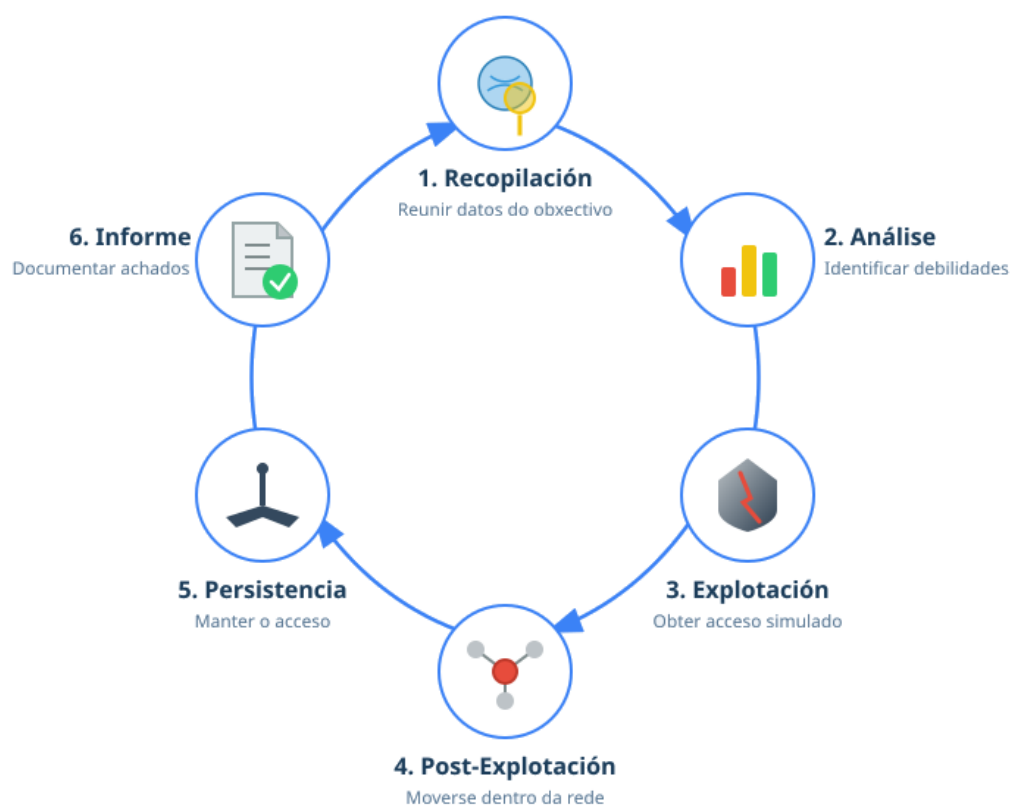 1. Recopilación
Reunir datos do obxectivo
2. Análise
Identificar debilidades
3. Explotación
Obter acceso simulado
4. Post-Explotación
Moverse dentro da rede
5. Persistencia
Manter o acceso
6. Informe
Documentar achados